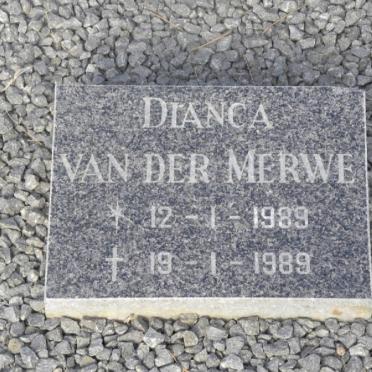 DIANCA
VAN DER MERWE
* 12 - 1 - 1989
† 19 - 1 - 1989